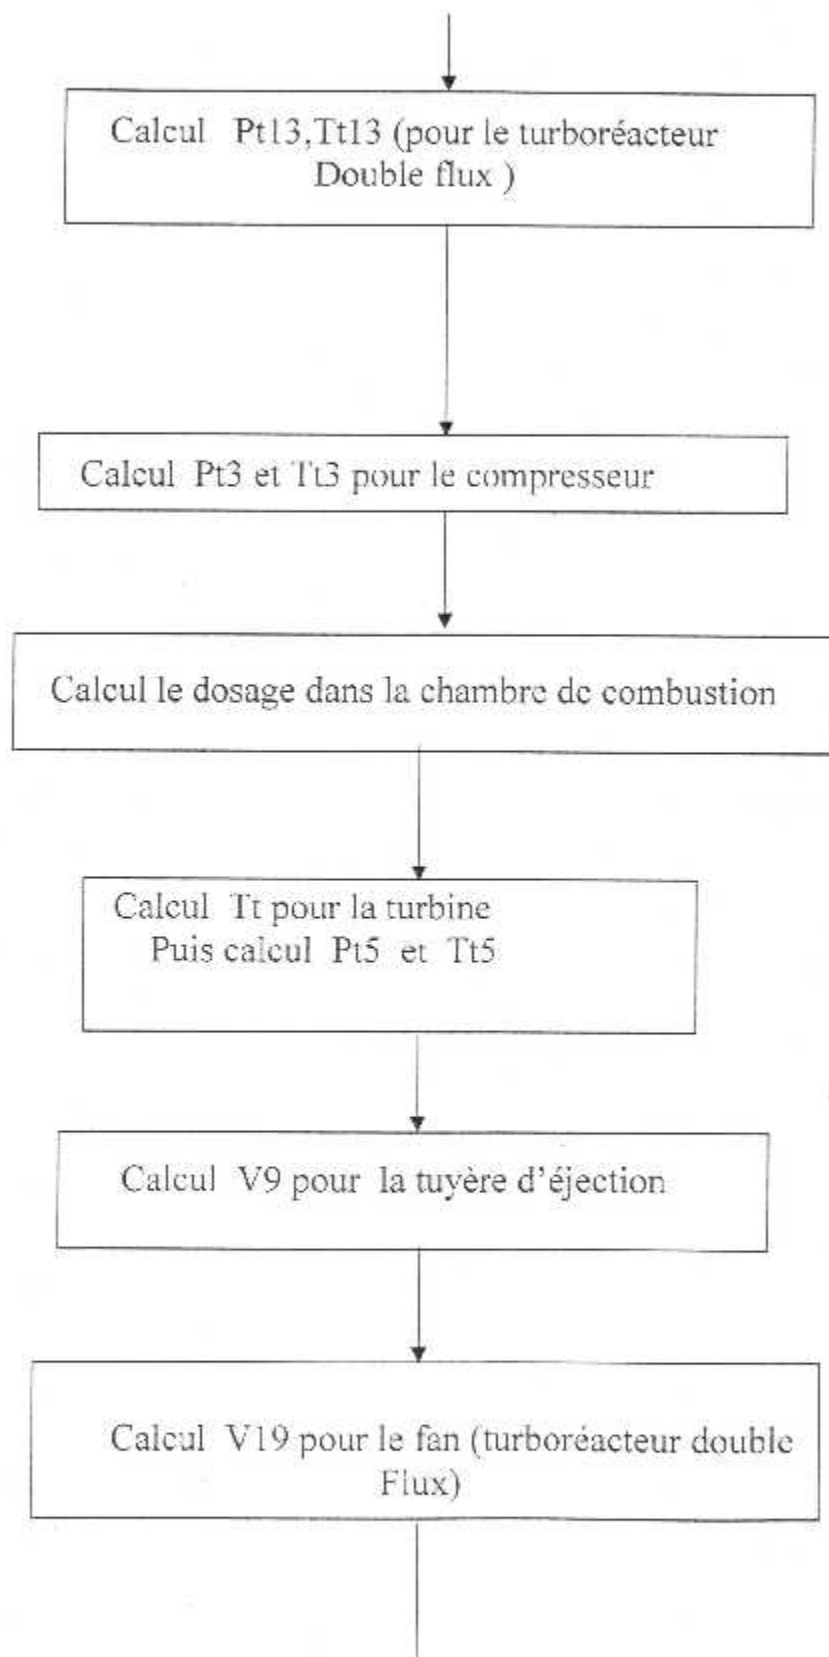 Calcul Pt13,Tt13 (pour le turboréacteur
Double flux )
Calcul Pt3 et Tt3 pour le compresseur
Calcul le dosage dans la chambre de combustion
Calcul Tt pour la turbine
Puis calcul Pt5 et Tt5
Calcul V9 pour la tuyère d'éjection
Calcul V19 pour le fan (turboréacteur double
Flux)